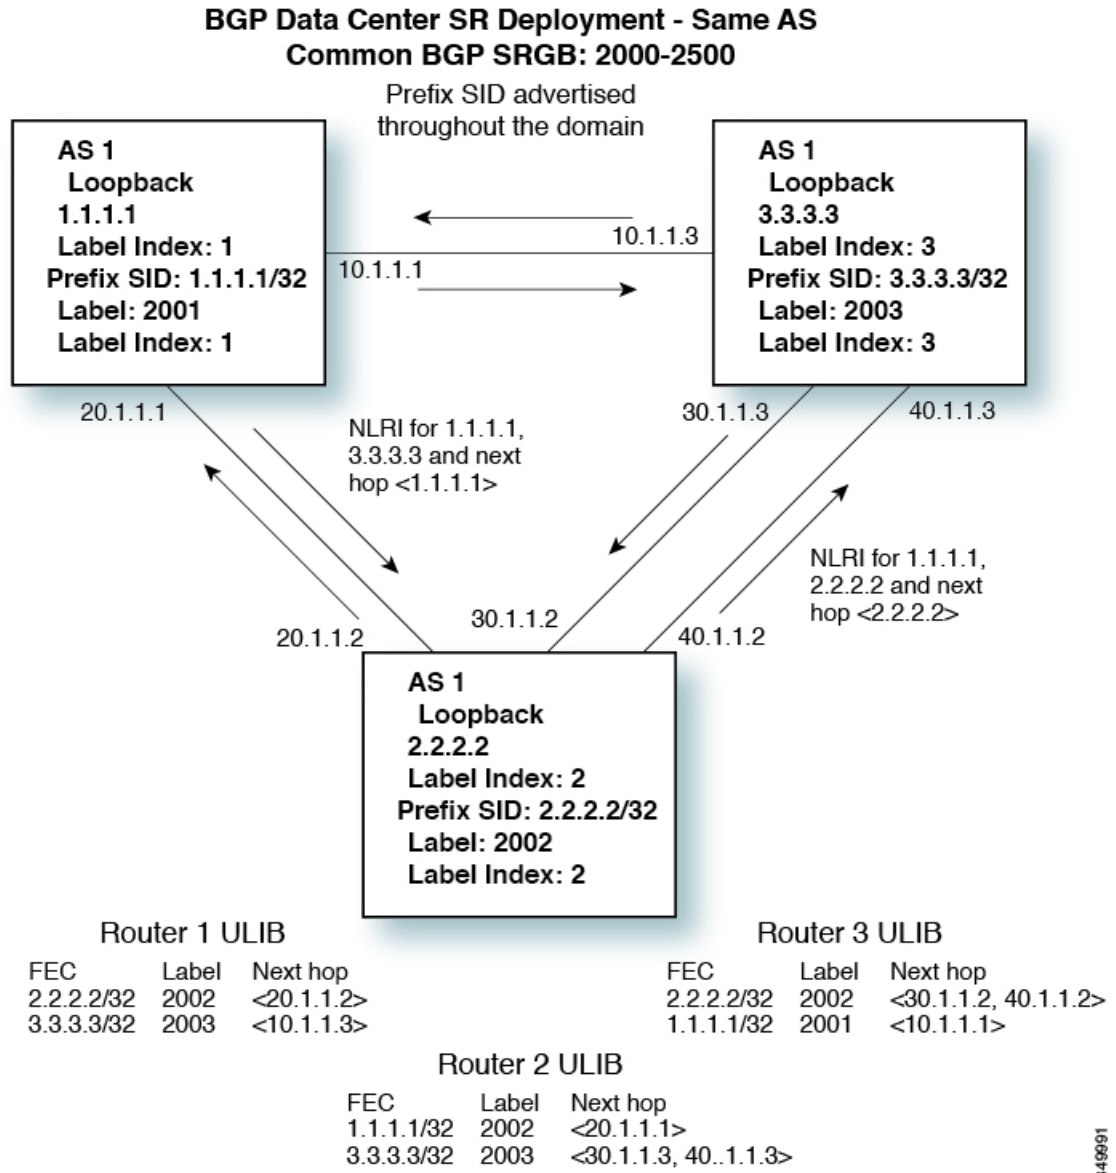 BGP Data Center SR Deployment - Same AS
Common BGP SRGB: 2000-2500
Prefix SID advertised
throughout the domain
AS 1
Loopback
1.1.1.1
Label Index: 1
Prefix SID: 1.1.1.1/32
Label: 2001
Label Index: 1
AS 1
Loopback
3.3.3.3
Label Index: 3
Prefix SID: 3.3.3.3/32
Label: 2003
Label Index: 3
10.1.1.3
10.1.1.1
20.1.1.1
30.1.1.3
40.1.1.3
NLRI for 1.1.1.1,
3.3.3.3 and next
hop <1.1.1.1>
NLRI for 1.1.1.1,
2.2.2.2 and next
hop <2.2.2.2>
20.1.1.2
30.1.1.2
40.1.1.2
AS 1
Loopback
2.2.2.2
Label Index: 2
Prefix SID: 2.2.2.2/32
Label: 2002
Label Index: 2
Router 1 ULIB
FEC Label Next hop
2.2.2.2/32 2002 <20.1.1.2>
3.3.3.3/32 2003 <10.1.1.3>
Router 3 ULIB
FEC Label Next hop
2.2.2.2/32 2002 <30.1.1.2, 40.1.1.2>
1.1.1.1/32 2001 <10.1.1.1>
Router 2 ULIB
FEC Label Next hop
1.1.1.1/32 2002 <20.1.1.1>
3.3.3.3/32 2003 <30.1.1.3, 40..1.1.3>